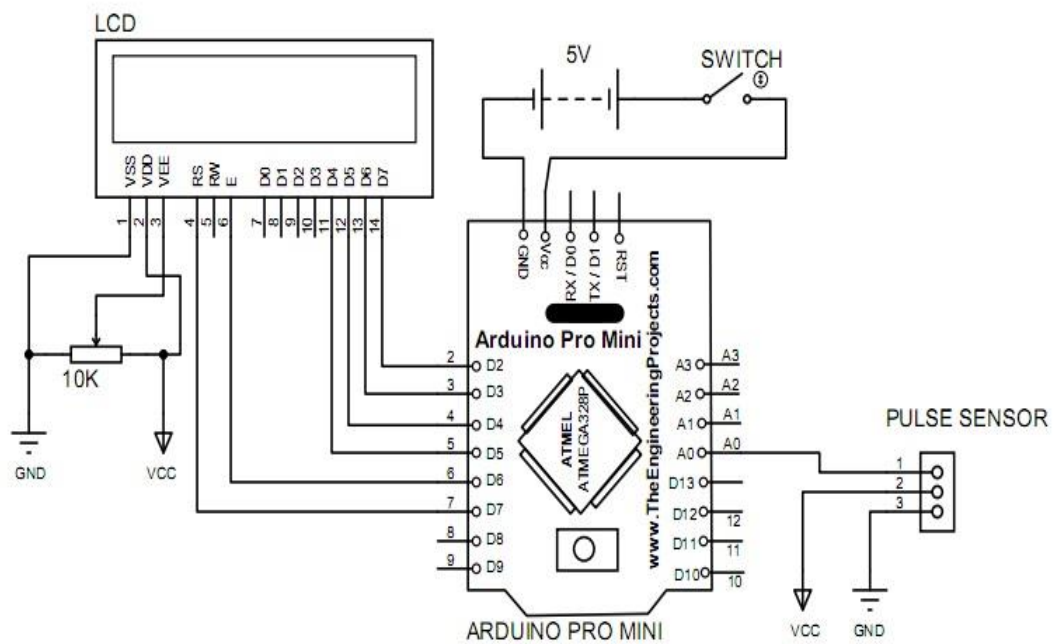 LCD
VSS
VDD
VEE
RS
RW
E
D0
D1
D2
D3
D4
D5
D6
D7
1
2
3
4
5
6
7
8
9
10
11
12
13
14
10K
GND
VCC
5V
SWITCH
GND
Vcc
RX / D0
TX / D1
RST
Arduino Pro Mini
ATMEL
ATMEGA328P
www.TheEngineeringProjects.com
2 D2
3 D3
4 D4
5 D5
6 D6
7 D7
8 D8
9 D9
A3 A3
A2 A2
A1 A1
A0 A0
D13
D12 12
D11 11
D10 10
ARDUINO PRO MINI
PULSE SENSOR
1
2
3
VCC
GND